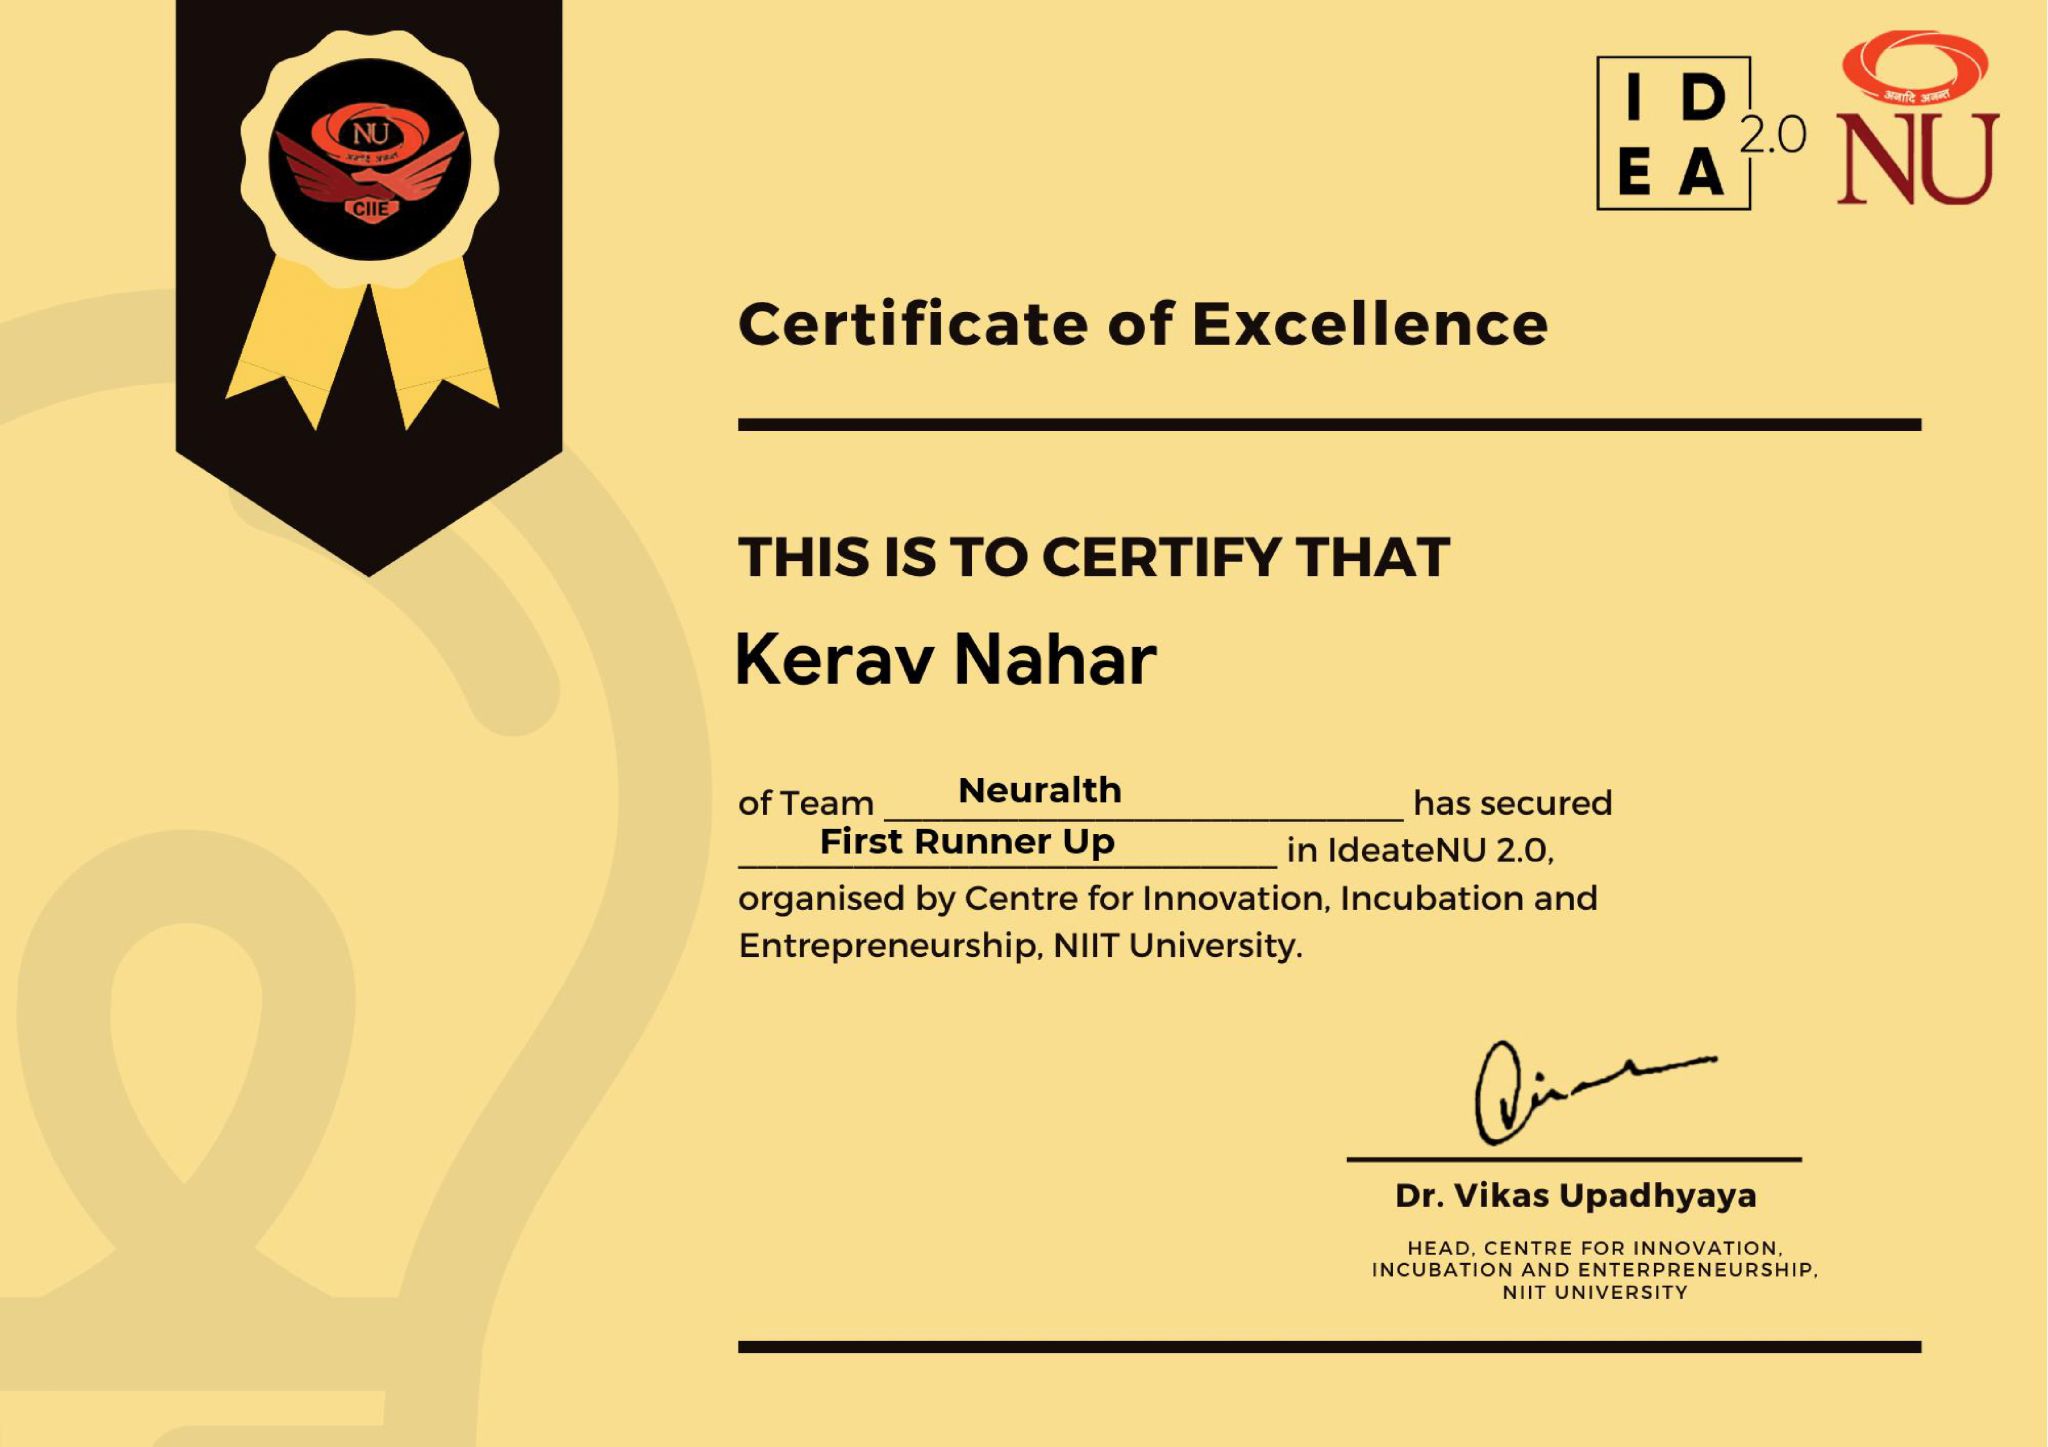 NU
CIIE
I D
E A
2.0
अनादि अनन्त
NU
Certificate of Excellence
THIS IS TO CERTIFY THAT
Kerav Nahar
of Team Neuralth has secured
First Runner Up in IdeateNU 2.0,
organised by Centre for Innovation, Incubation and
Entrepreneurship, NIIT University.
Dr. Vikas Upadhyaya
HEAD, CENTRE FOR INNOVATION,
INCUBATION AND ENTERPRENEURSHIP,
NIIT UNIVERSITY